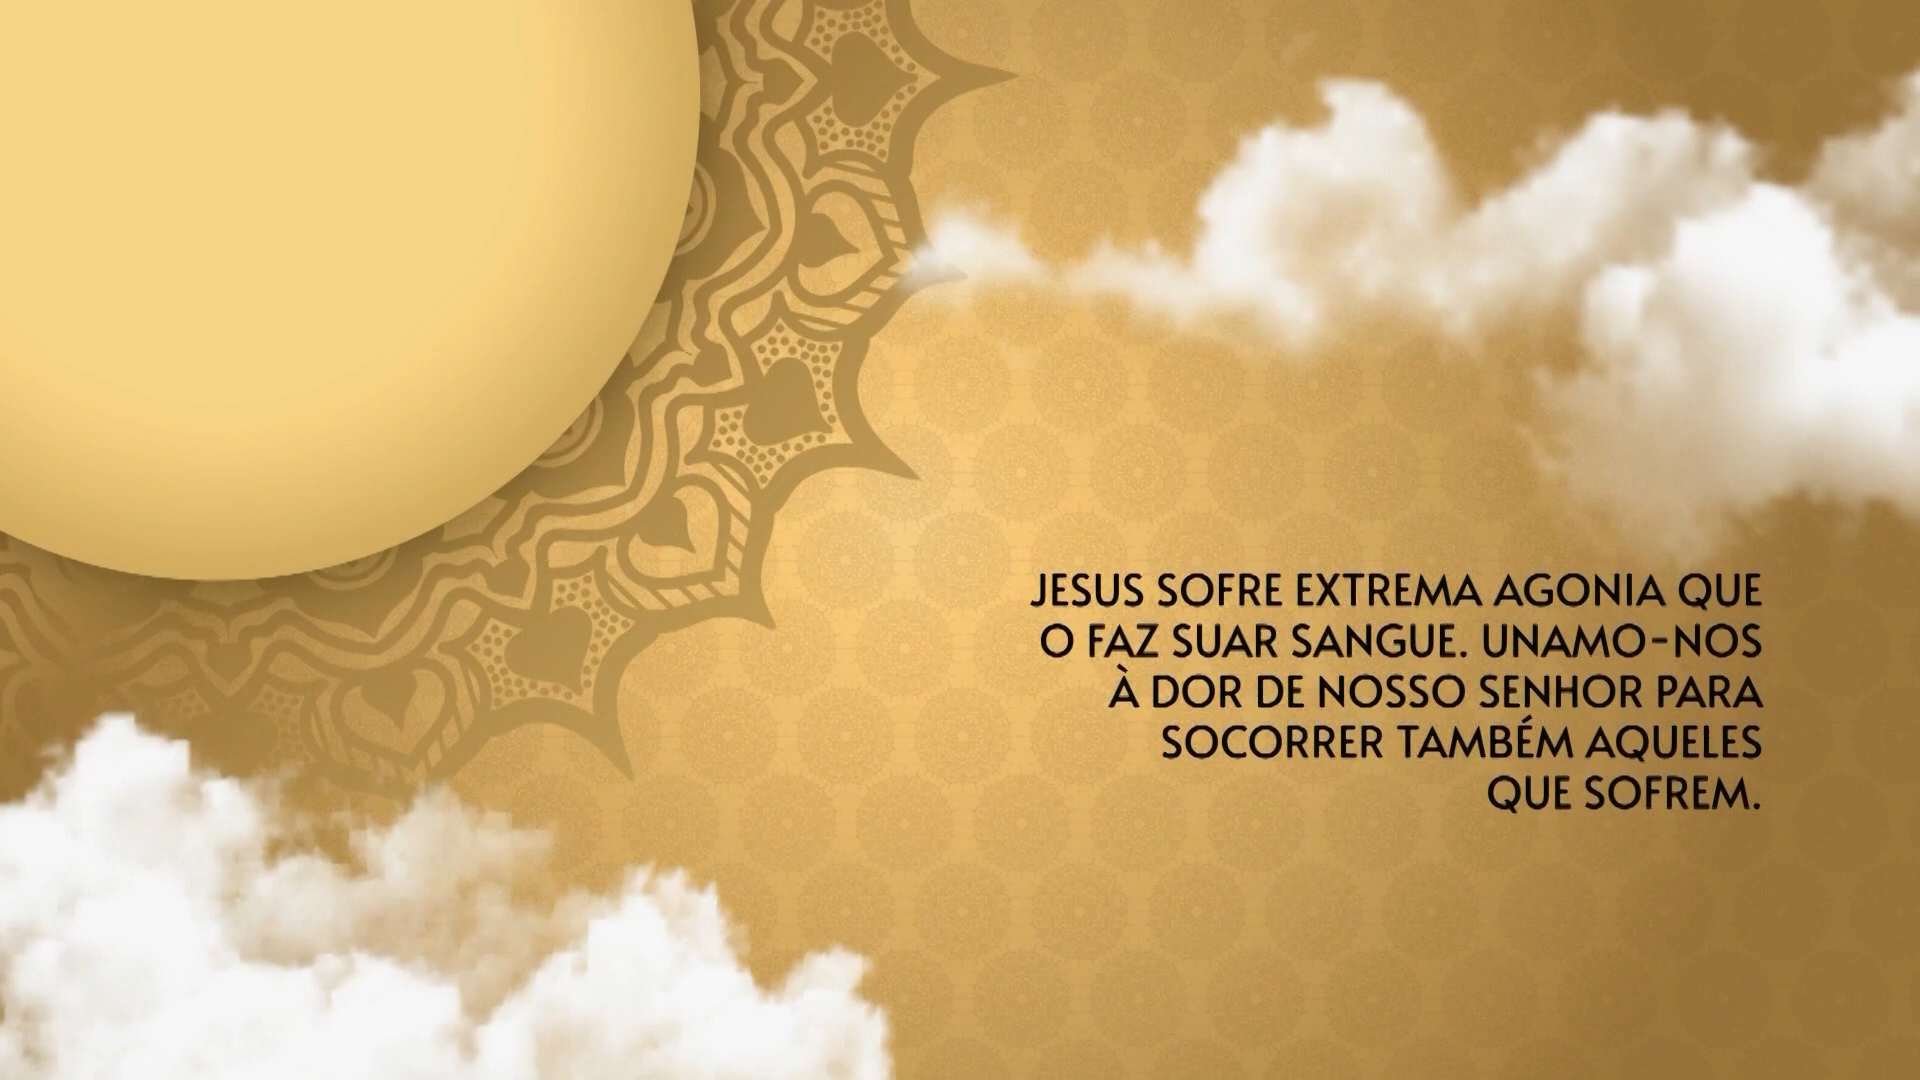 JESUS SOFRE EXTREMA AGONIA QUE
O FAZ SUAR SANGUE. UNAMO-NOS
À DOR DE NOSSO SENHOR PARA
SOCORRER TAMBÉM AQUELES
QUE SOFREM.